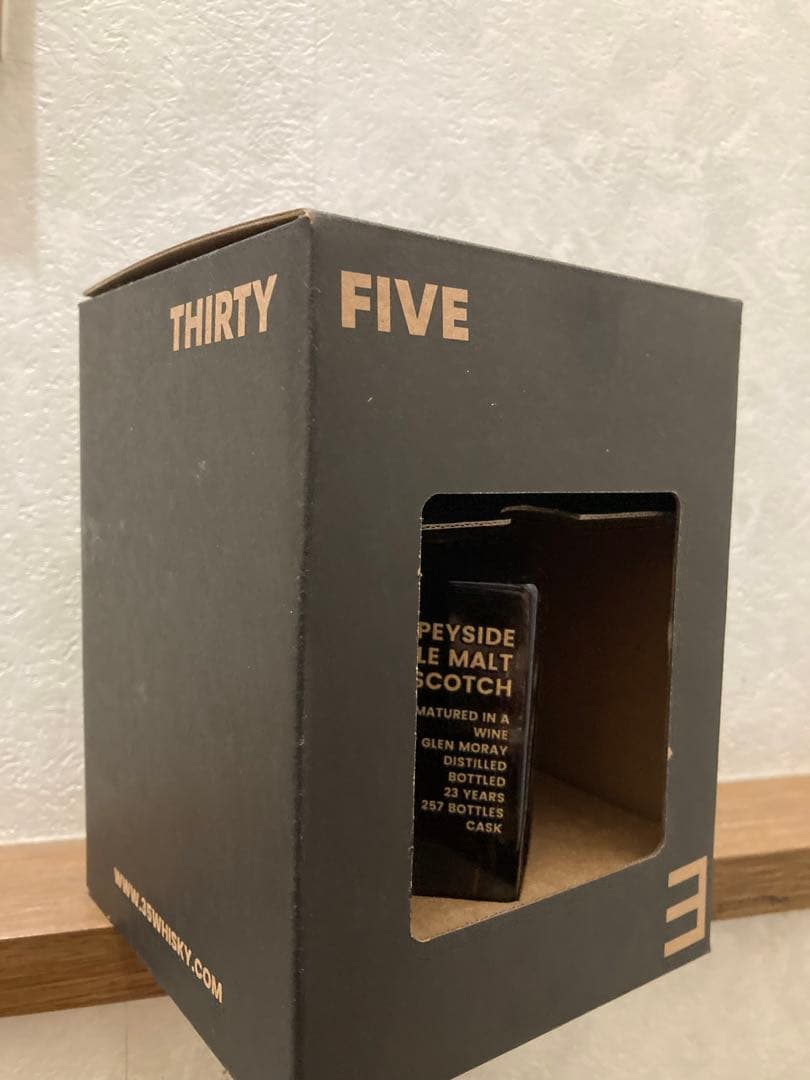 THIRTY FIVE
PEYSIDE
LE MALT
SCOTCH
MATURED IN A
WINE
GLEN MORAY
DISTILLED
BOTTLED
23 YEARS
257 BOTTLES
CASK
WWW.35WHISKY.COM
3